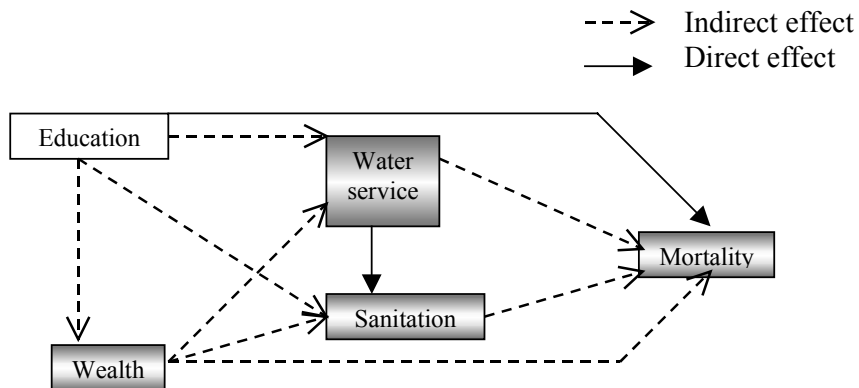 Indirect effect
Direct effect
Education
Water
service
Mortality
Sanitation
Wealth